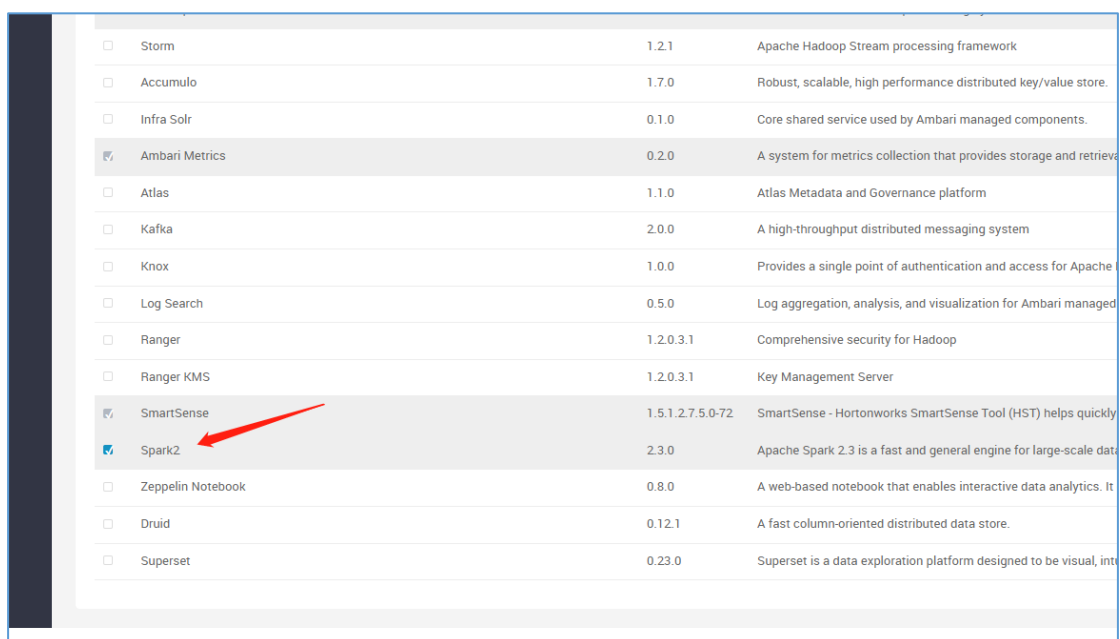 Storm 1.2.1 Apache Hadoop Stream processing framework
Accumulo 1.7.0 Robust, scalable, high performance distributed key/value store.
Infra Solr 0.1.0 Core shared service used by Ambari managed components.
Ambari Metrics 0.2.0 A system for metrics collection that provides storage and
Atlas 1.1.0 Atlas Metadata and Governance platform
Kafka 2.0.0 A high-throughput distributed messaging system
Knox 1.0.0 Provides a single point of authentication and access for Apache
Log Search 0.5.0 Log aggregation, analysis, and visualization for Ambari managed
Ranger 1.2.0.3.1 Comprehensive security for Hadoop
Ranger KMS 1.2.0.3.1 Key Management Server
SmartSense 1.5.1.2.7.5.0-72 SmartSense - Hortonworks SmartSense Tool (HST) helps quickly
Spark2 2.3.0 Apache Spark 2.3 is a fast and general engine for large-scale
Zeppelin Notebook 0.8.0 A web-based notebook that enables interactive data analytics. It
Druid 0.12.1 A fast column-oriented distributed data store.
Superset 0.23.0 Superset is a data exploration platform designed to be visual,